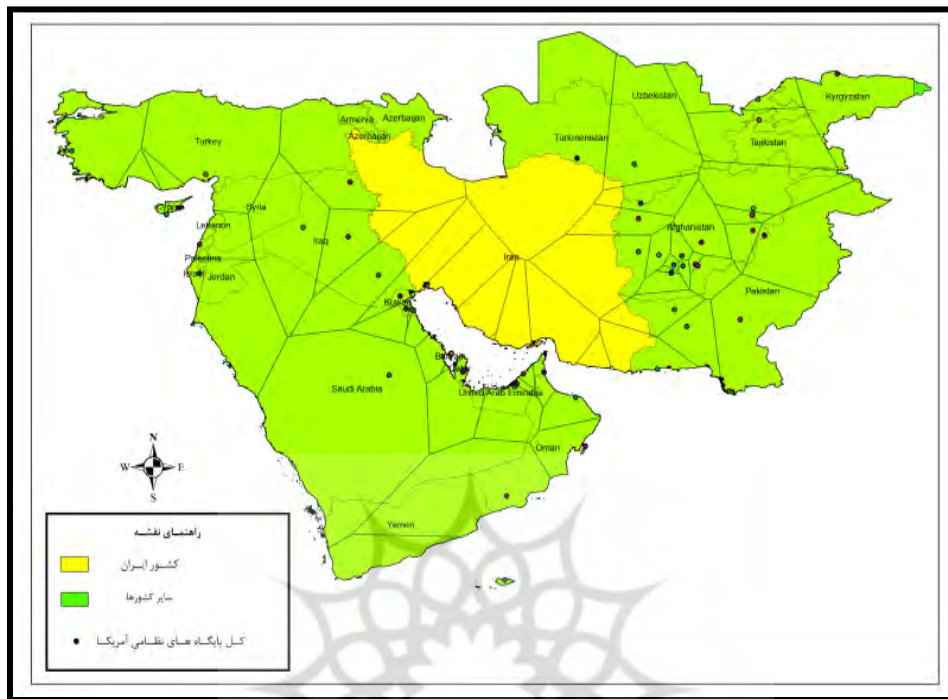 Uzbekistan
Kyrgyzstan
Armenia
Azerbaijan
Azerbaijan
Turkey
Turkmenistan
Tajikistan
Syria
Lebanon
Iraq
Iran
Afghanistan
Palestina
Israel
Jordan
Kuwait
Pakistan
Saudi Arabia
United Arab Emirates
Oman
Yemen
N
W
E
S
راهنمای نقشه
کشور ایران
سایر کشورها
کل پایگاه های نظامی آمریکا